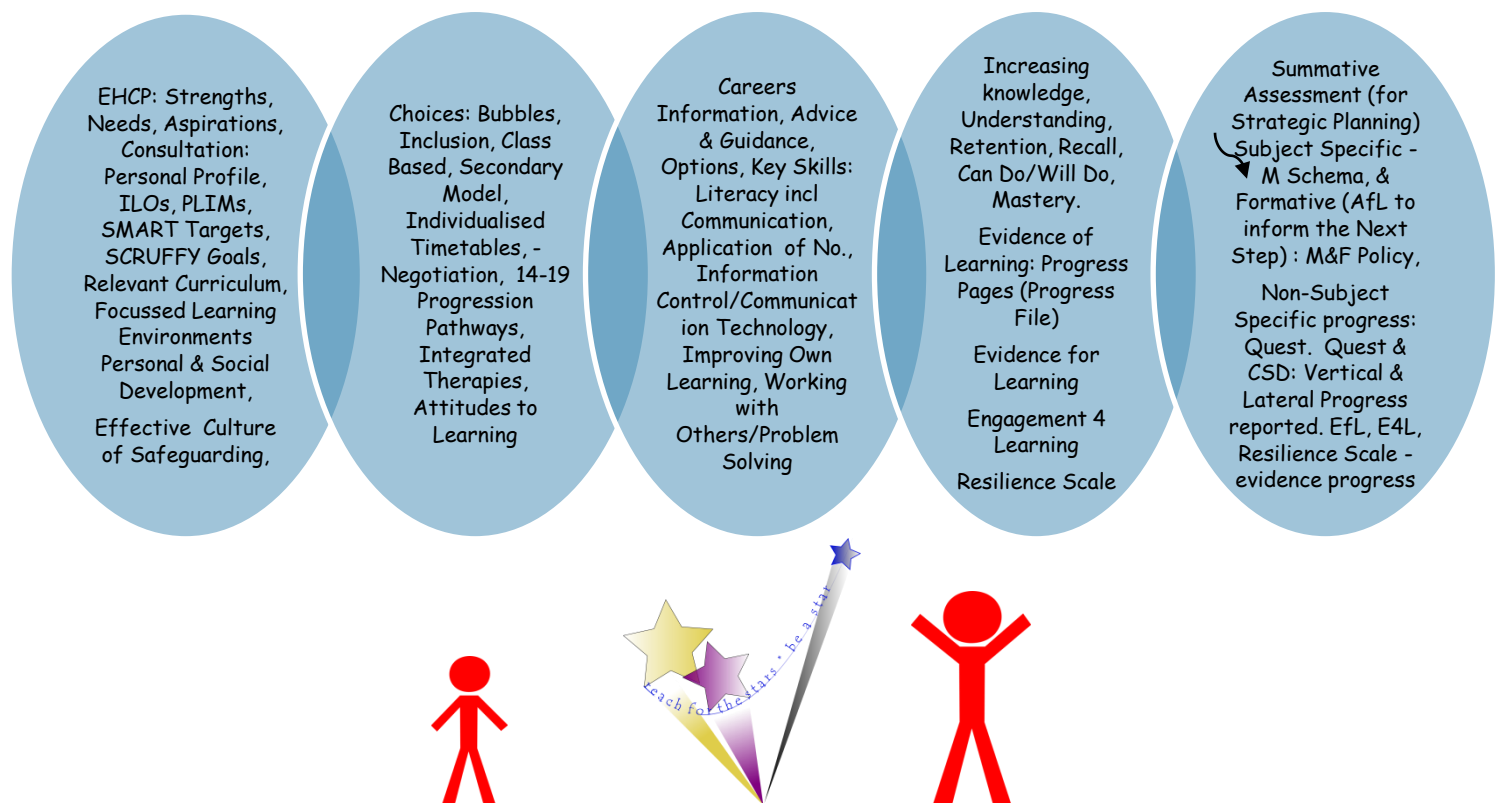 EHCP: Strengths,
Needs, Aspirations,
Consultation:
Personal Profile,
ILOs, PLIMs,
SMART Targets,
SCRUFFY Goals,
Relevant Curriculum,
Focussed Learning
Environments
Personal & Social
Development,
Effective Culture
of Safeguarding,
Choices: Bubbles,
Inclusion, Class
Based, Secondary
Model,
Individualised
Timetables, -
Negotiation, 14-19
Progression
Pathways,
Integrated
Therapies,
Attitudes to
Learning
Careers
Information, Advice
& Guidance,
Options, Key Skills:
Literacy incl
Communication,
Application of No.,
Information
Control/Communicat
ion Technology,
Improving Own
Learning, Working
with
Others/Problem
Solving
Increasing
knowledge,
Understanding,
Retention, Recall,
Can Do/Will Do,
Mastery.
Evidence of
Learning: Progress
Pages (Progress
File)
Evidence for
Learning
Engagement 4
Learning
Resilience Scale
Summative
Assessment (for
Strategic Planning)
Subject Specific -
M Schema, &
Formative (AfL to
inform the Next
Step) : M&F Policy,
Non-Subject
Specific progress:
Quest. Quest &
CSD: Vertical &
Lateral Progress
reported. EfL, E4L,
Resilience Scale -
evidence progress
reach for the stars * be a star